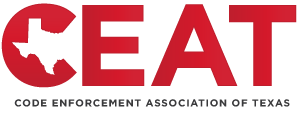 CEAT
CODE ENFORCEMENT ASSOCIATION OF TEXAS